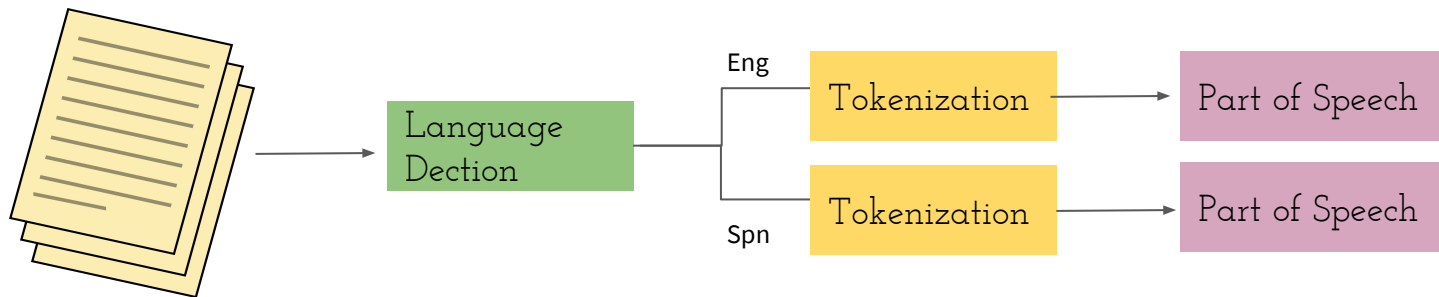 Language
Dection
Eng
Tokenization
Part of Speech
Spn
Tokenization
Part of Speech